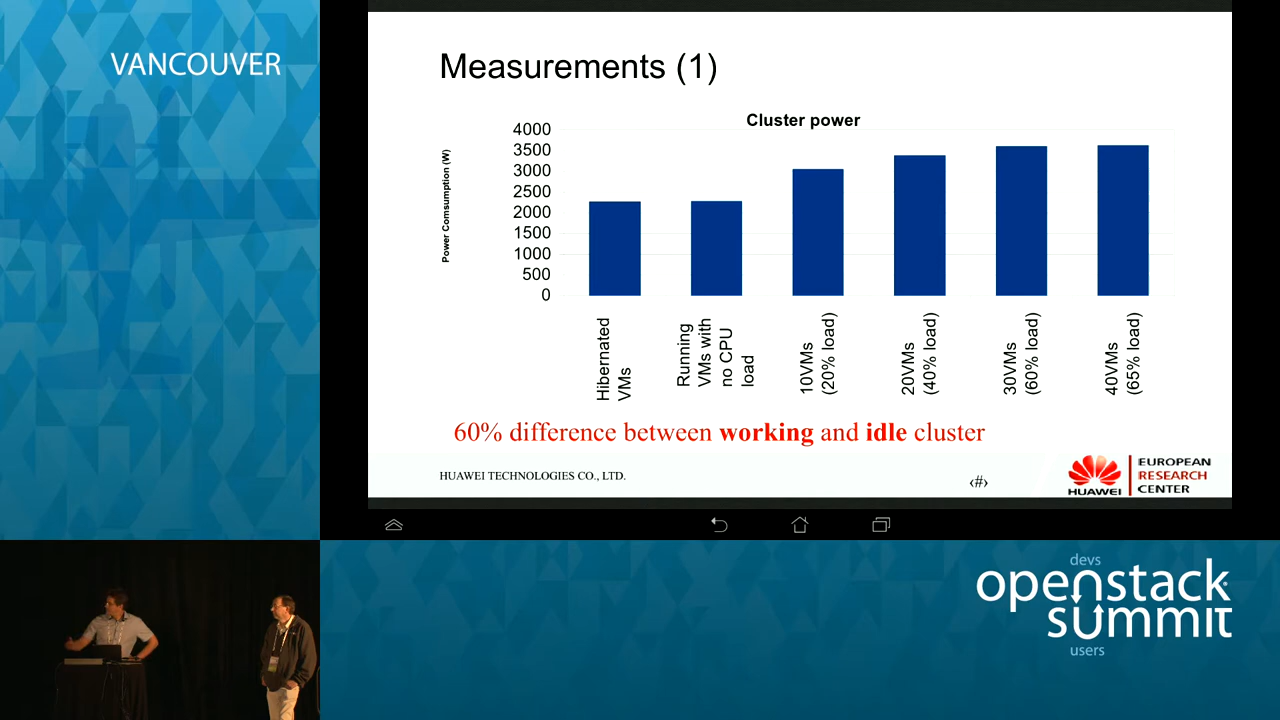 VANCOUVER
Measurements (1)
Cluster power
Power Comsumption (W)
4000
3500
3000
2500
2000
1500
1000
500
0
Hibernated
VMs
Running
VMs with
no CPU
load
10VMs
(20% load)
20VMs
(40% load)
30VMs
(60% load)
40VMs
(65% load)
60% difference between working and idle cluster
HUAWEI TECHNOLOGIES CO., LTD.
‹#›
HUAWEI
EUROPEAN
RESEARCH
CENTER
devs
openstack
summit
users